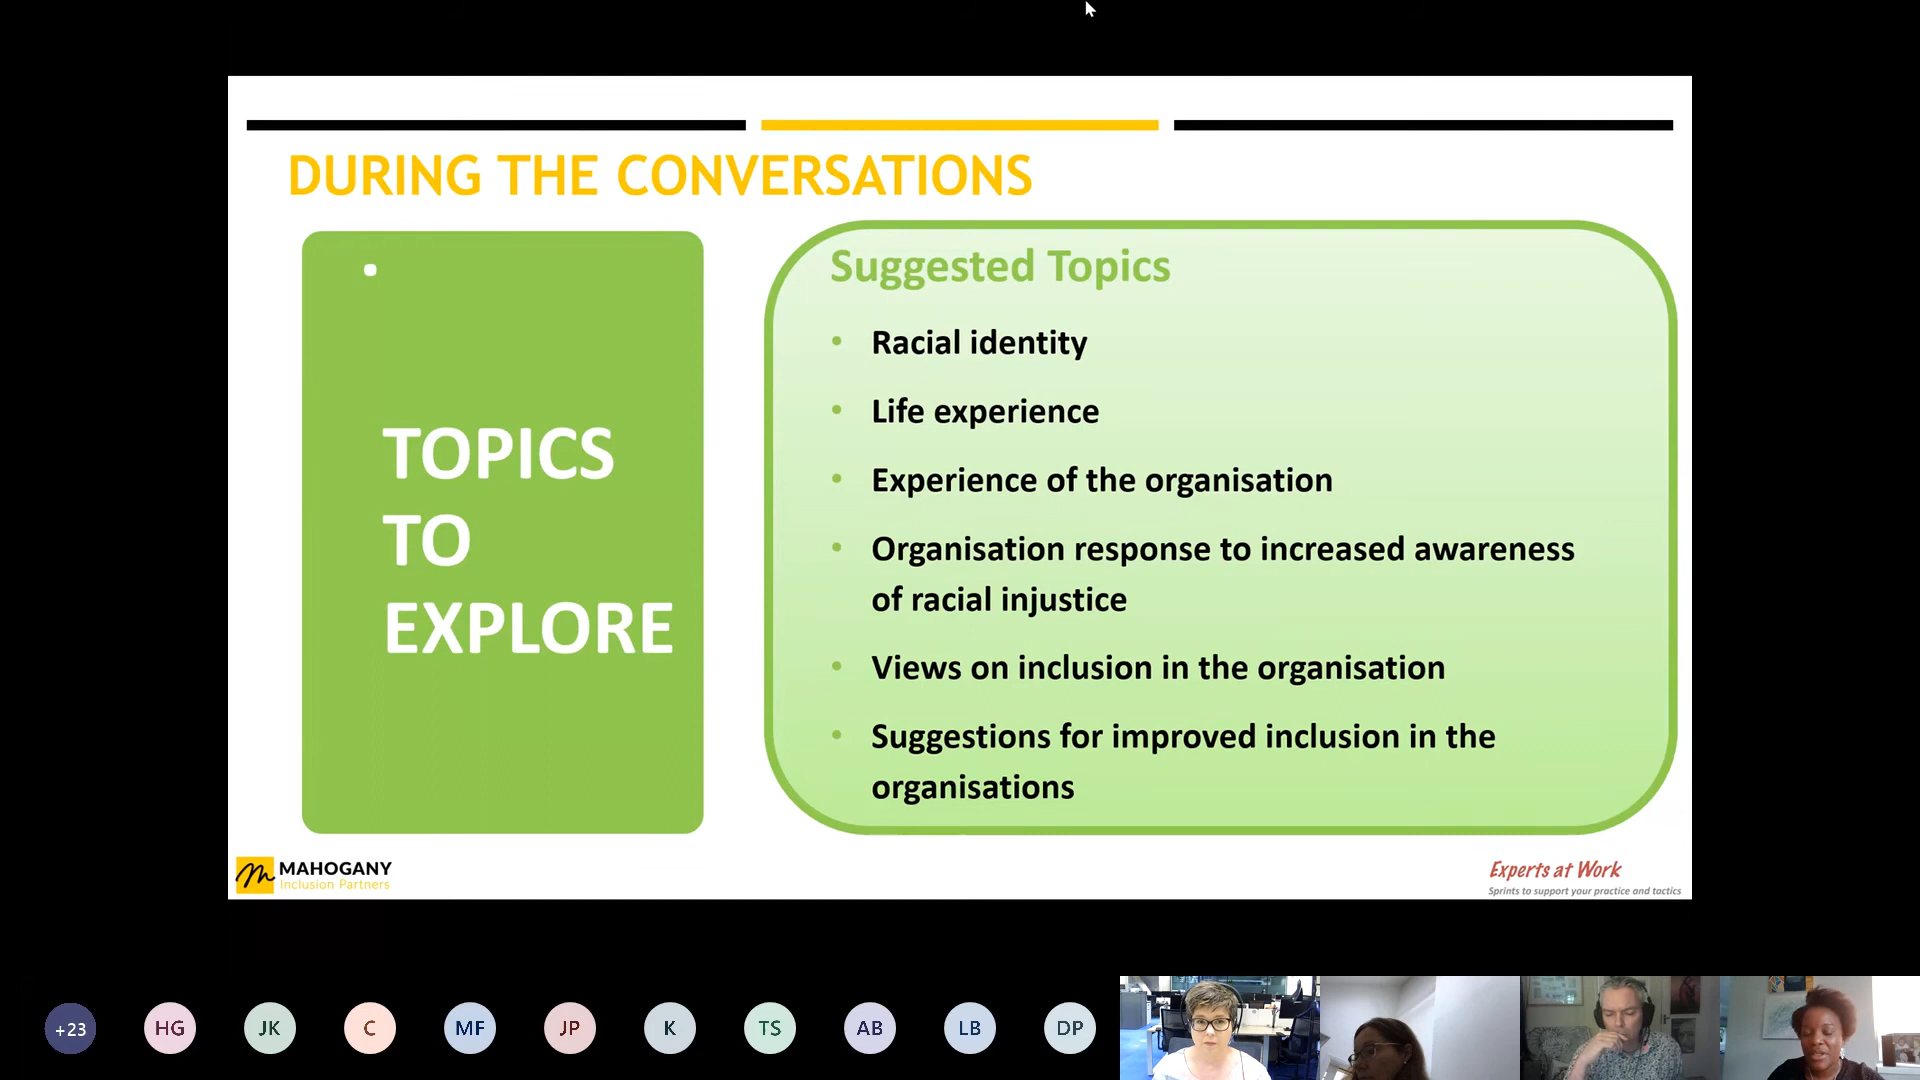 DURING THE CONVERSATIONS
TOPICS
TO
EXPLORE
Suggested Topics
• Racial identity
• Life experience
• Experience of the organisation
• Organisation response to increased awareness
of racial injustice
• Views on inclusion in the organisation
• Suggestions for improved inclusion in the
organisations
MAHOGANY
Inclusion Partners
Experts at Work
Sprints to support your practice and tactics
+23 HG JK C MF JP K TS AB LB DP